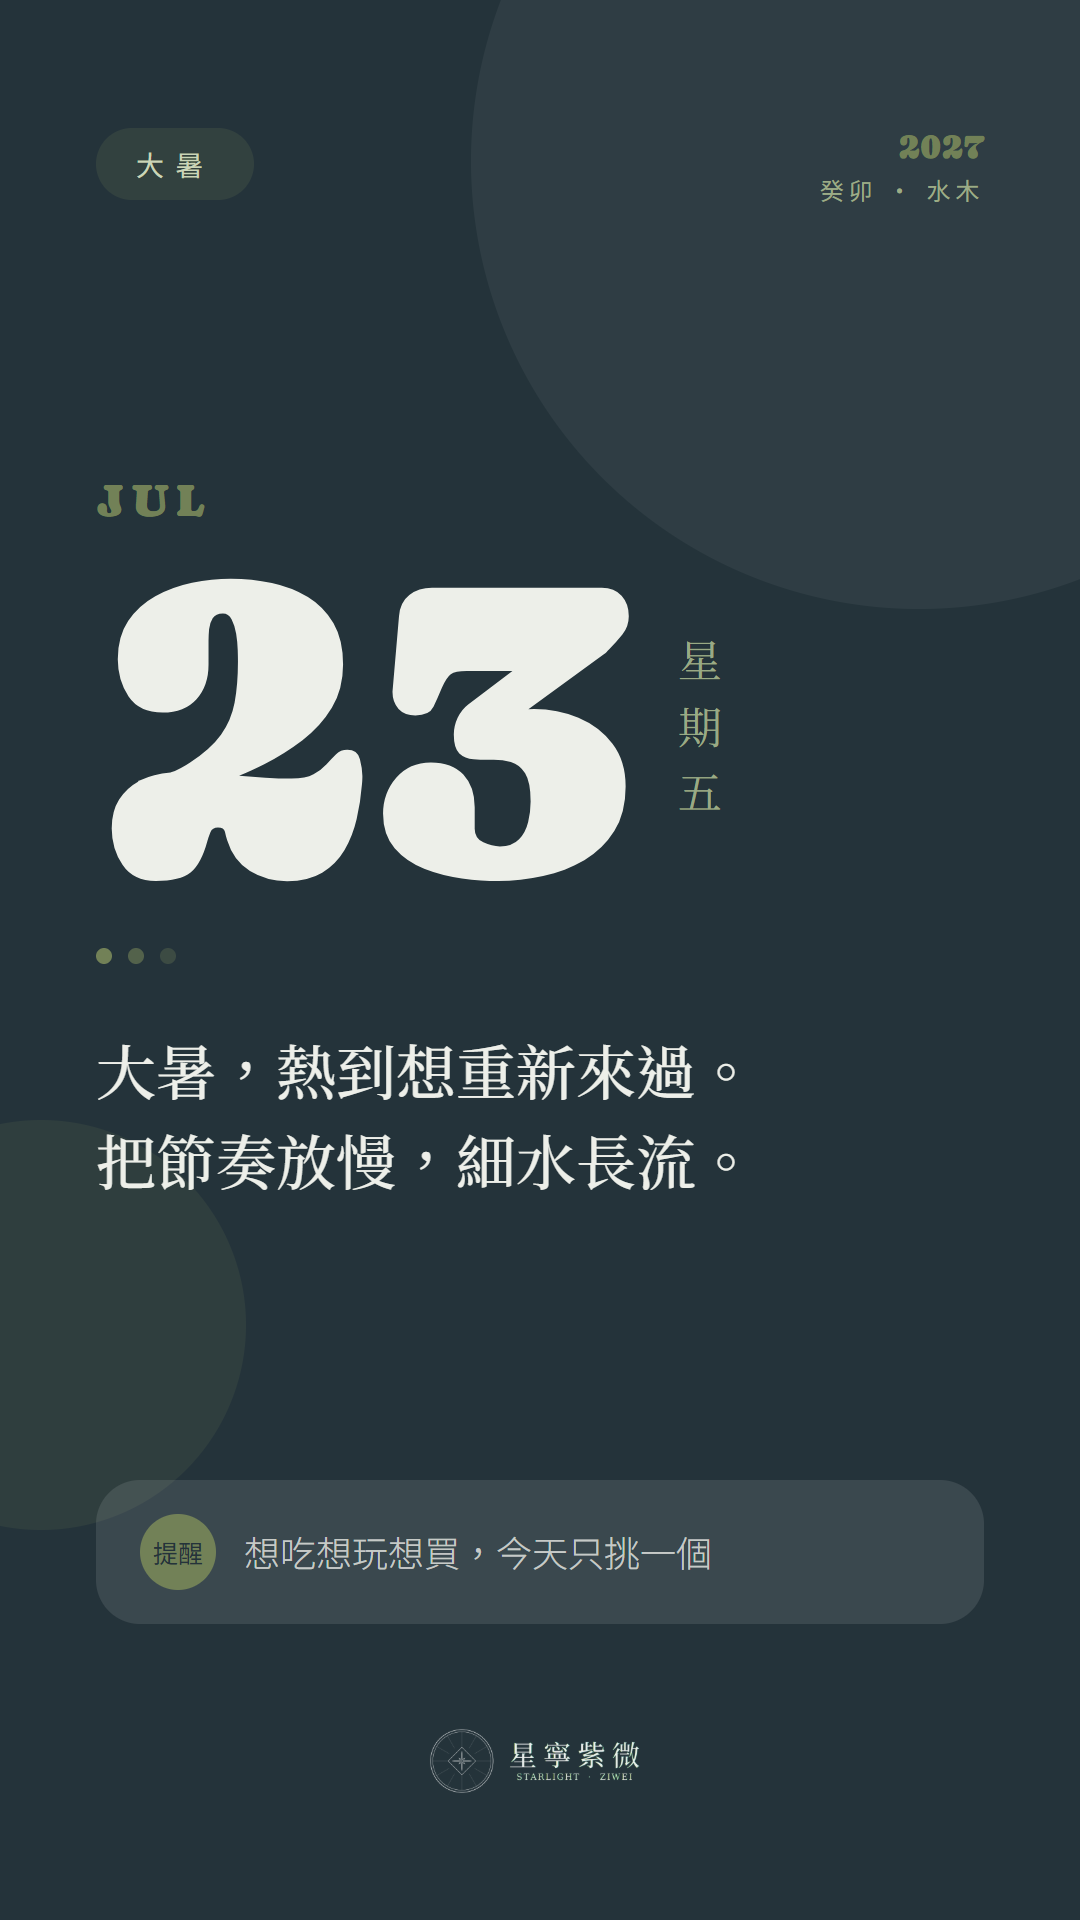 大暑
2027
癸卯 · 水木
JUL
23
星期五
大暑，熱到想重新來過。
把節奏放慢，細水長流。
提醒
想吃想玩想買，今天只挑一個
星寧紫微
STARLIGHT · ZIWEI